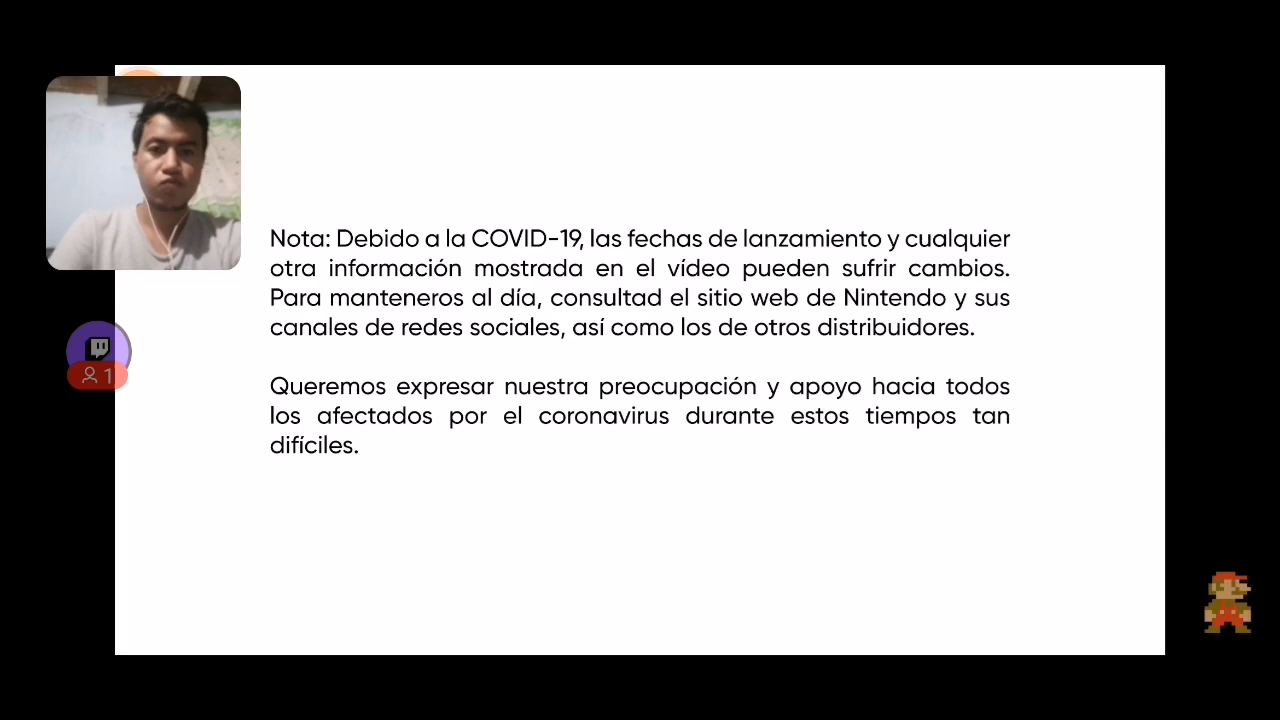 Nota: Debido a la COVID-19, las fechas de lanzamiento y cualquier
otra información mostrada en el vídeo pueden sufrir cambios.
Para manteneros al día, consultad el sitio web de Nintendo y sus
canales de redes sociales, así como los de otros distribuidores.
Queremos expresar nuestra preocupación y apoyo hacia todos
los afectados por el coronavirus durante estos tiempos tan
difíciles.
1